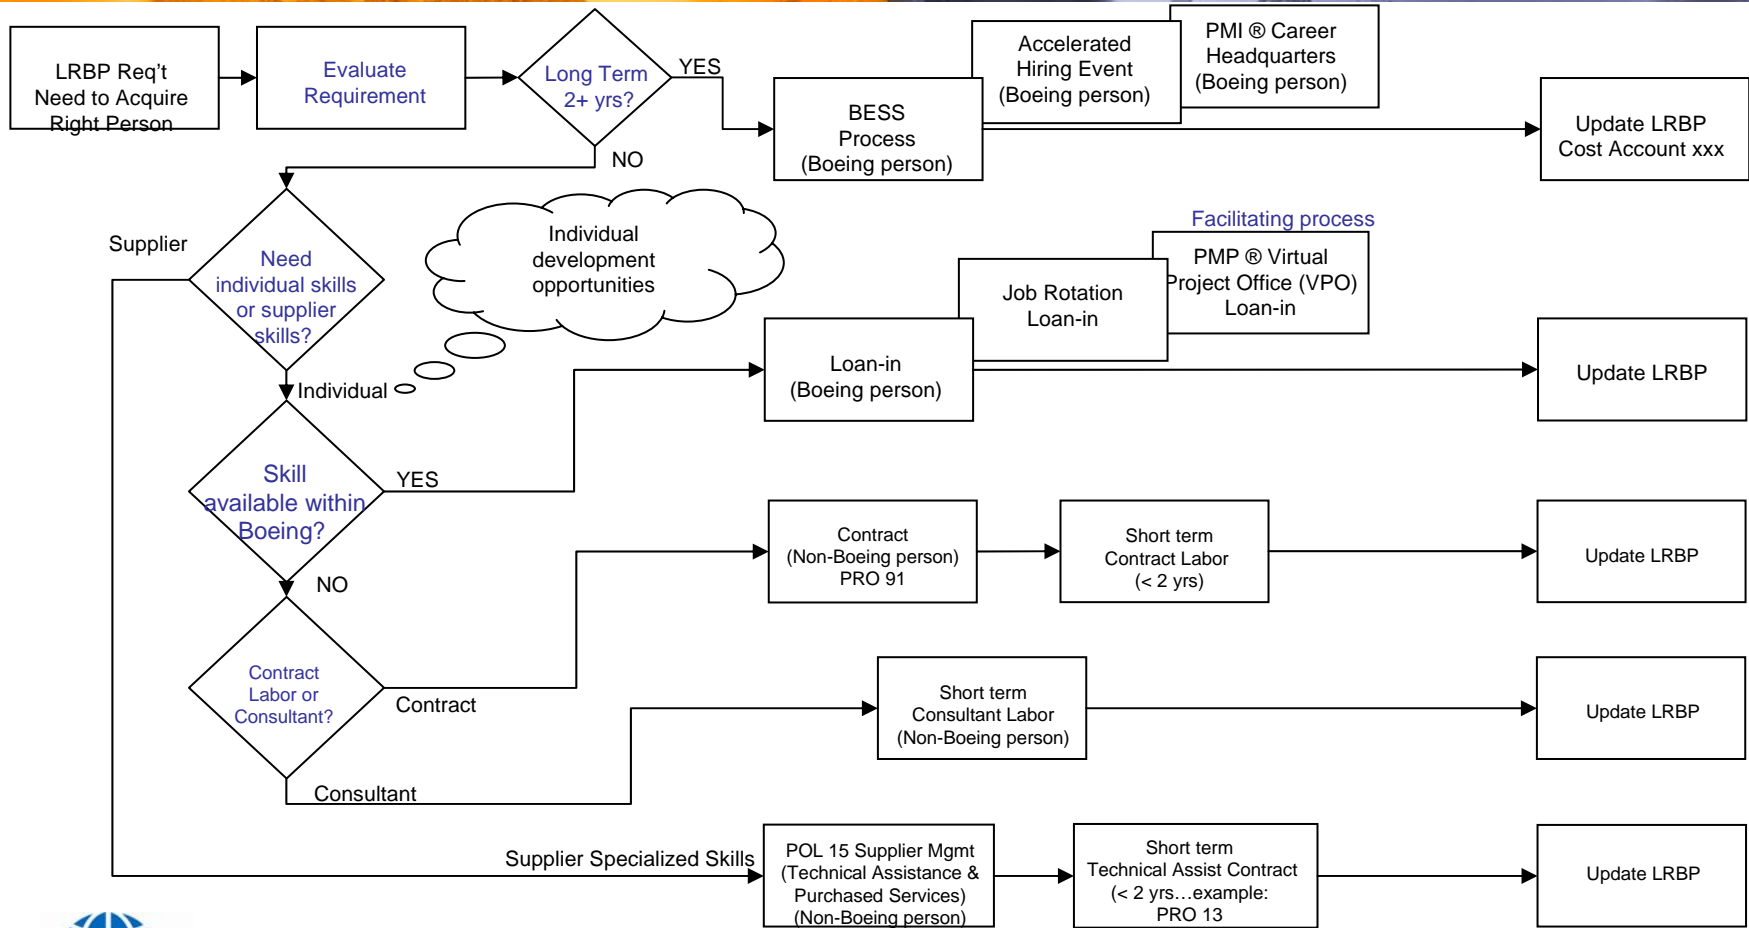 LRBP Req't
Need to Acquire
Right Person
Evaluate
Requirement
Long Term
2+ yrs?
YES
NO
BESS
Process
(Boeing person)
Accelerated
Hiring Event
(Boeing person)
PMI ® Career
Headquarters
(Boeing person)
Update LRBP
Cost Account xxx
Supplier
Need
individual skills
or supplier
skills?
Individual
development
opportunities
Individual
Facilitating process
PMP ® Virtual
Project Office (VPO)
Loan-in
Job Rotation
Loan-in
Loan-in
(Boeing person)
Update LRBP
Skill
available within
Boeing?
YES
NO
Contract
(Non-Boeing person)
PRO 91
Short term
Contract Labor
(< 2 yrs)
Update LRBP
Contract
Labor or
Consultant?
Contract
Consultant
Short term
Consultant Labor
(Non-Boeing person)
Update LRBP
Supplier Specialized Skills
POL 15 Supplier Mgmt
(Technical Assistance &
Purchased Services)
(Non-Boeing person)
Short term
Technical Assist Contract
(< 2 yrs…example:
PRO 13
Update LRBP